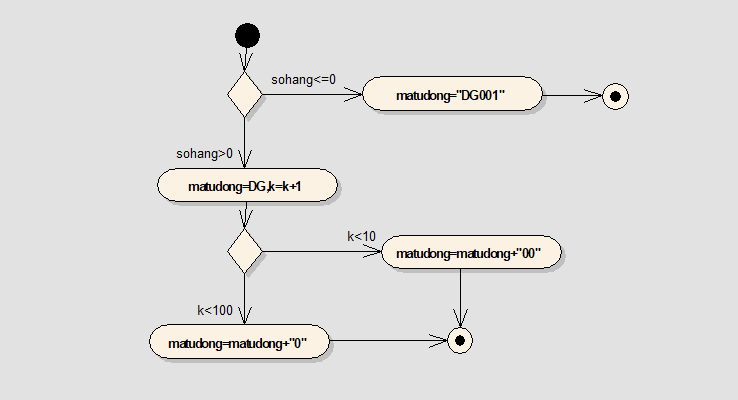 sohang<=0
matudong="DG001"
sohang>0
matudong=DG,k=k+1
k<10
matudong=matudong+"00"
k<100
matudong=matudong+"0"